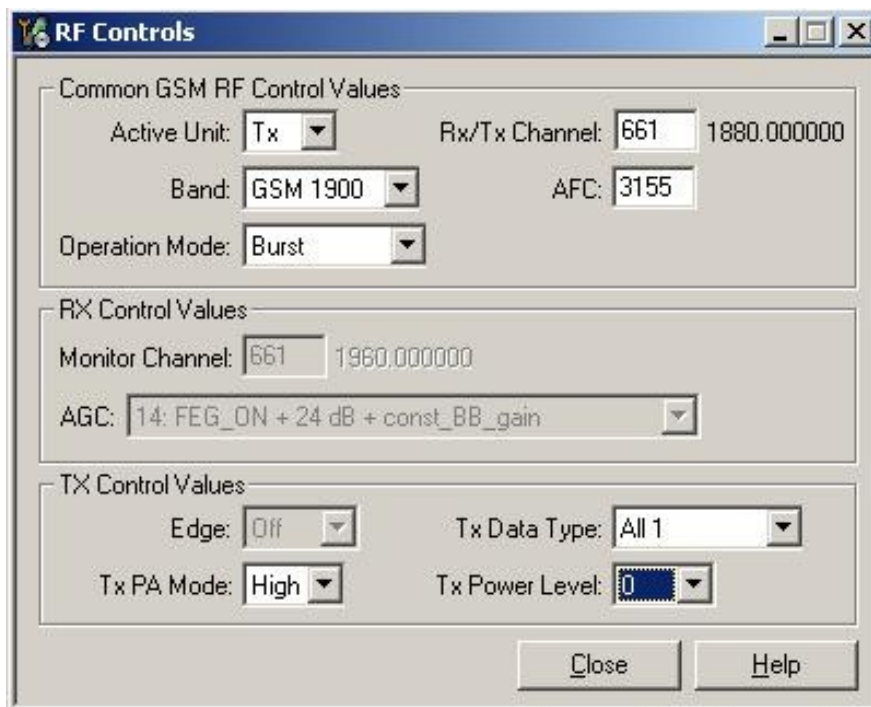 RF Controls
Common GSM RF Control Values
Active Unit: Tx Rx/Tx Channel: 661 1880.000000
Band: GSM 1900 AFC: 3155
Operation Mode: Burst
RX Control Values
Monitor Channel: 661 1960.000000
AGC: 14: FEG_ON + 24 dB + const_BB_gain
TX Control Values
Edge: Off Tx Data Type: All 1
Tx PA Mode: High Tx Power Level: 0
Close Help